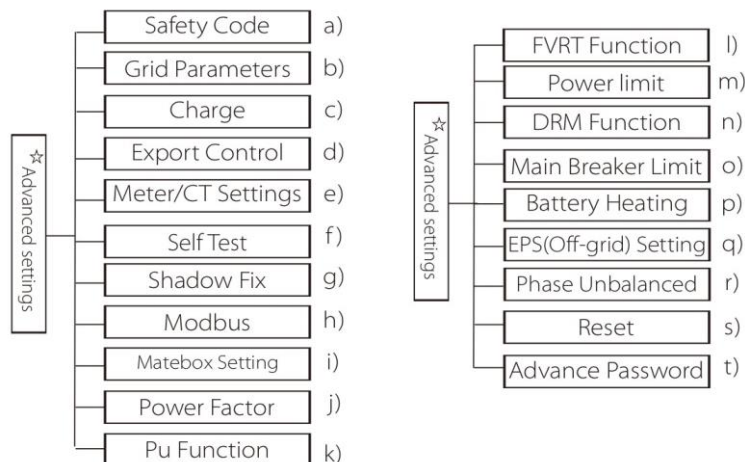 ☆Advanced settings
Safety Code a)
Grid Parameters b)
Charge c)
Export Control d)
Meter/CT Settings e)
Self Test f)
Shadow Fix g)
Modbus h)
Matebox Setting i)
Power Factor j)
Pu Function k)
☆Advanced settings
FVRT Function l)
Power limit m)
DRM Function n)
Main Breaker Limit o)
Battery Heating p)
EPS(Off-grid) Setting q)
Phase Unbalanced r)
Reset s)
Advance Password t)